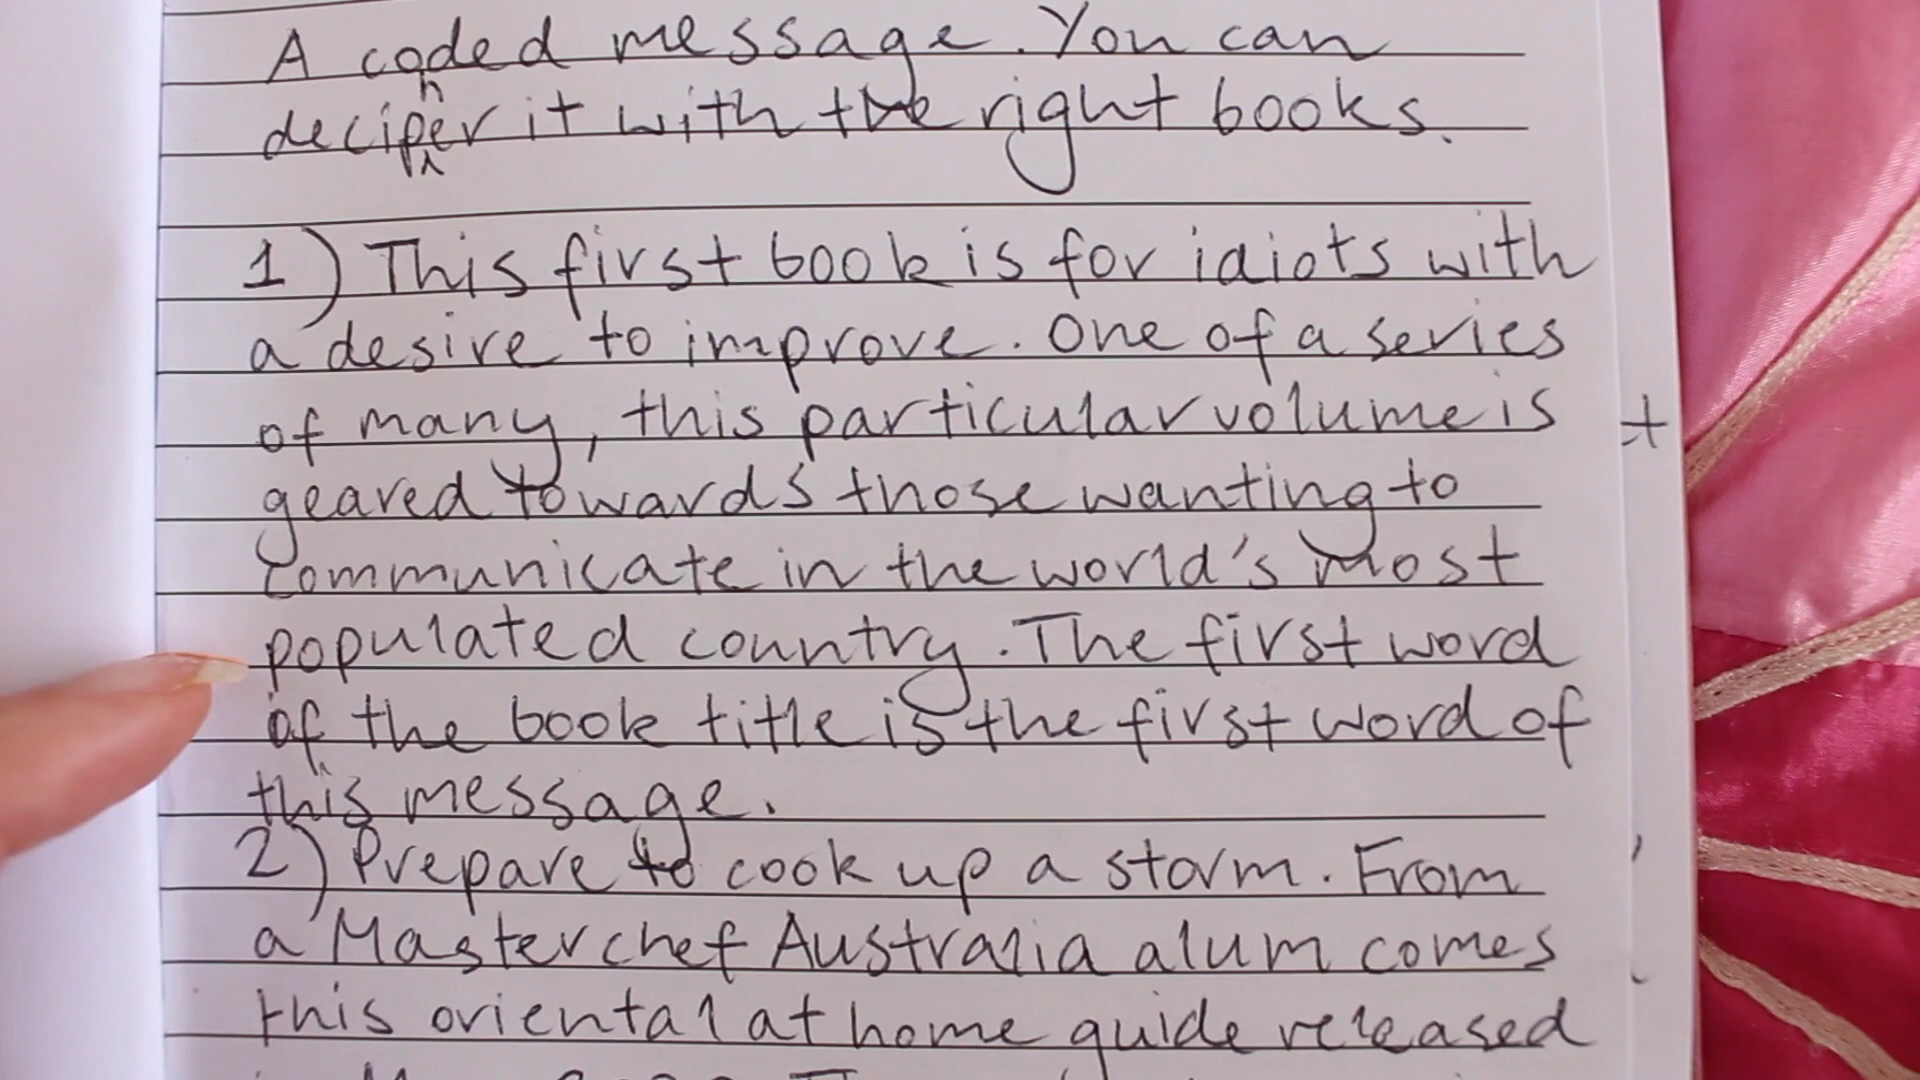 A coded message. You can
decipher it with the right books.
1) This first book is for idiots with
a desire to improve. One of a series
of many, this particular volume is
geared towards those wanting to
communicate in the world's most
populated country. The first word
of the book title is the first word of
this message.
2) Prepare to cook up a storm. From
a Masterchef Australia alum comes
this oriental at home guide released